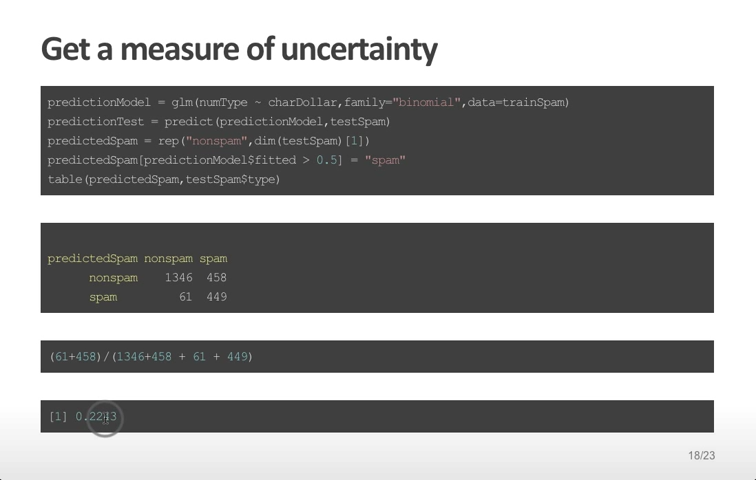 Get a measure of uncertainty
predictionModel = glm(numType ~ charDollar,family="binomial",data=trainSpam)
predictionTest = predict(predictionModel,testSpam)
predictedSpam = rep("nonspam",dim(testSpam)[1])
predictedSpam[predictionModel$fitted > 0.5] = "spam"
table(predictedSpam,testSpam$type)
predictedSpam nonspam spam
nonspam 1346 458
spam 61 449
(61+458)/(1346+458 + 61 + 449)
[1] 0.2243
18/23